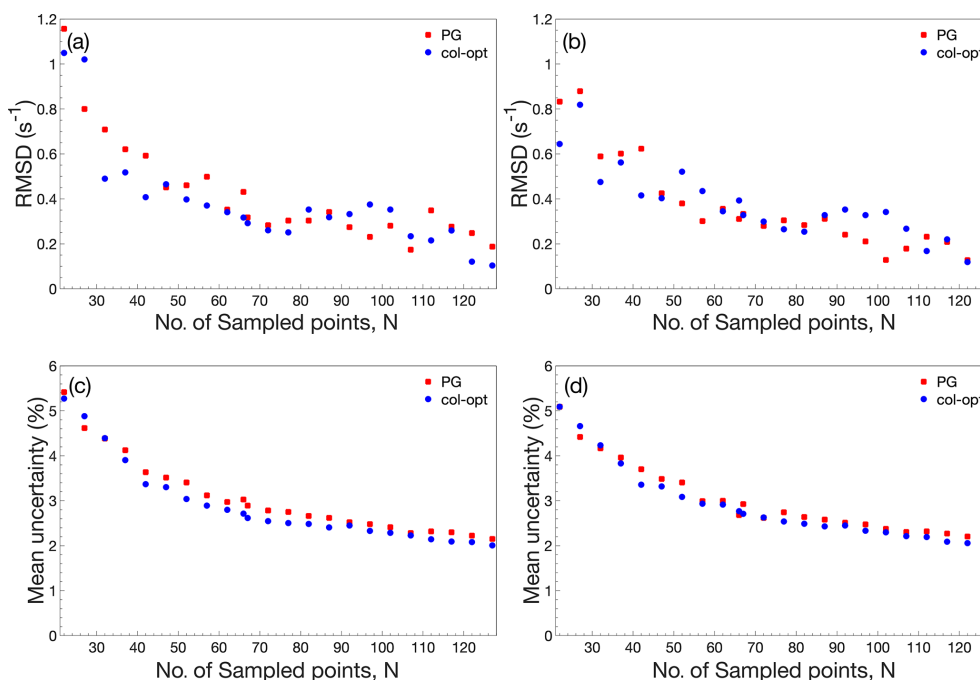 1.2
1
0.8
0.6
0.4
0.2
0
RMSD (s⁻¹)
(a)
PG
col-opt
30 40 50 60 70 80 90 100 110 120
No. of Sampled points, N
1.2
1
0.8
0.6
0.4
0.2
0
RMSD (s⁻¹)
(b)
PG
col-opt
30 40 50 60 70 80 90 100 110 120
No. of Sampled points, N
6
5
4
3
2
1
0
Mean uncertainty (%)
(c)
PG
col-opt
30 40 50 60 70 80 90 100 110 120
No. of Sampled points, N
6
5
4
3
2
1
0
Mean uncertainty (%)
(d)
PG
col-opt
30 40 50 60 70 80 90 100 110 120
No. of Sampled points, N